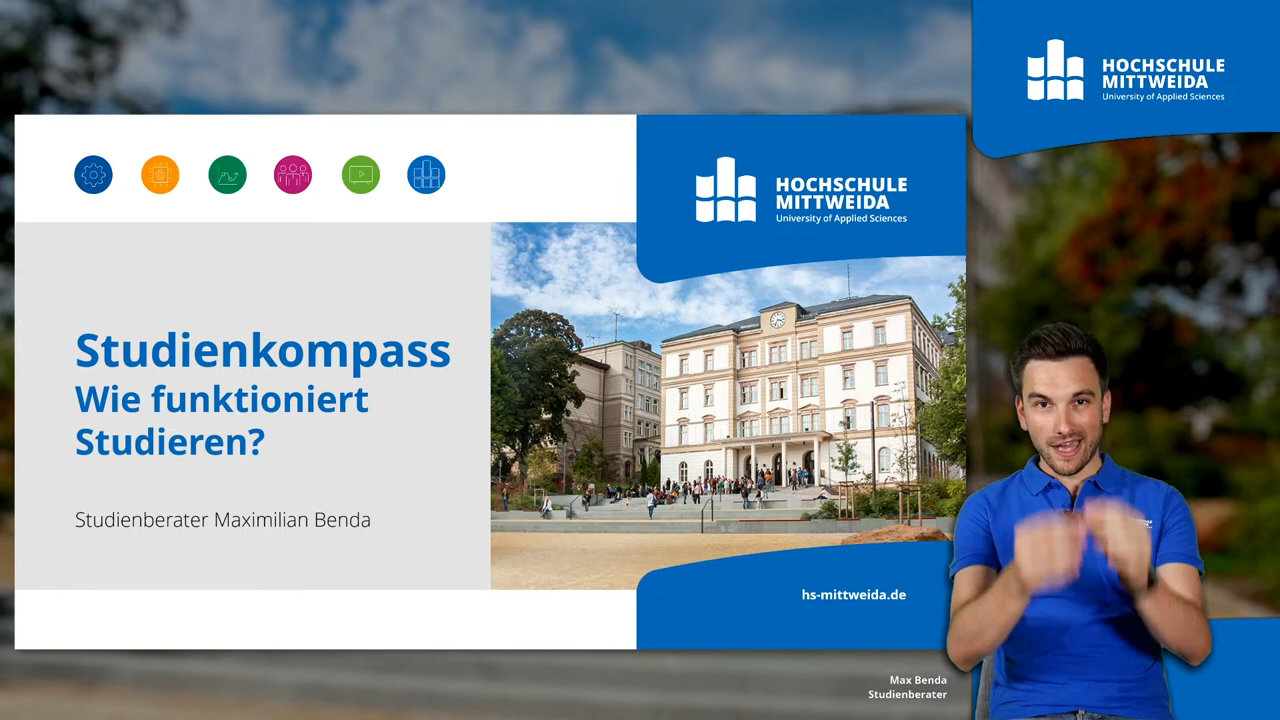 HOCHSCHULE
MITTWEIDA
University of Applied Sciences
HOCHSCHULE
MITTWEIDA
University of Applied Sciences
Studienkompass
Wie funktioniert
Studieren?
Studienberater Maximilian Benda
hs-mittweida.de
Max Benda
Studienberater